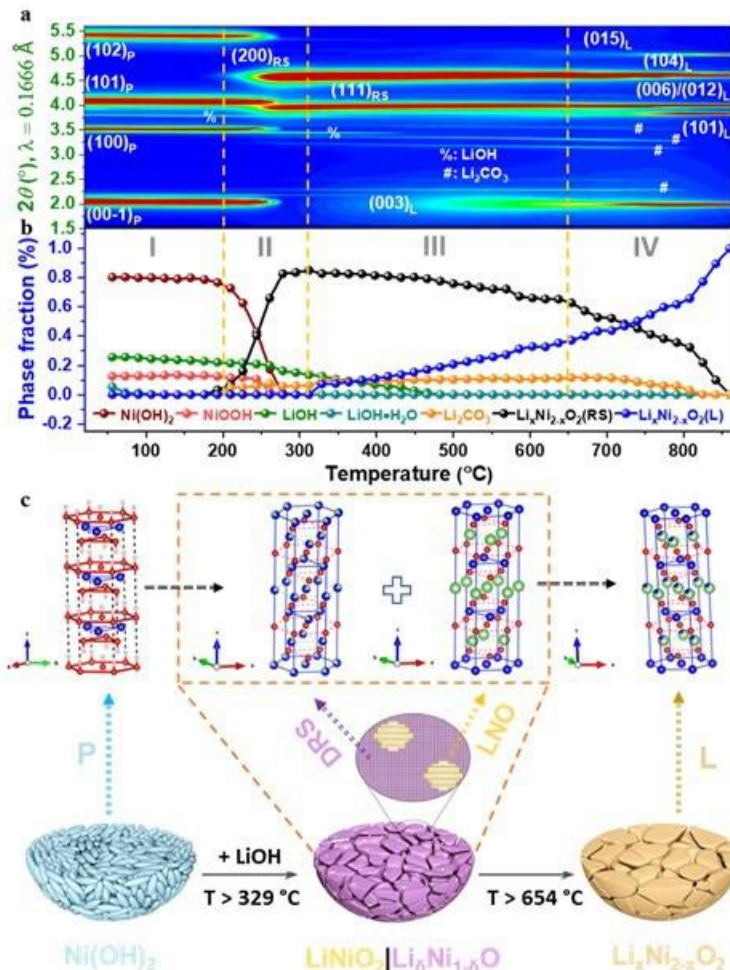 a
5.5
5.0
4.5
4.0
3.5
3.0
2.5
2.0
1.5
2θ (°), λ = 0.1666 Å
(102)P
(200)RS
(015)L
(104)L
(101)P
(111)RS
(006)/(012)L
%
(100)P
%
#
(101)L
#
%: LiOH
#
#: Li2CO3
#
(00-1)P
(003)L
b
I II III IV
Phase fraction (%)
1.0
0.8
0.6
0.4
0.2
0.0
-0.2
Ni(OH)2 NiOOH LiOH LiOH•H2O Li2CO3 LixNi2-xO2(RS) LixNi2-xO2(L)
100 200 300 400 500 600 700 800
Temperature (°C)
c
P
DRS
LNO
L
+ LiOH
T > 329 °C
T > 654 °C
Ni(OH)2
LiNiO2|LiδNi1-δO
LixNi2-xO2